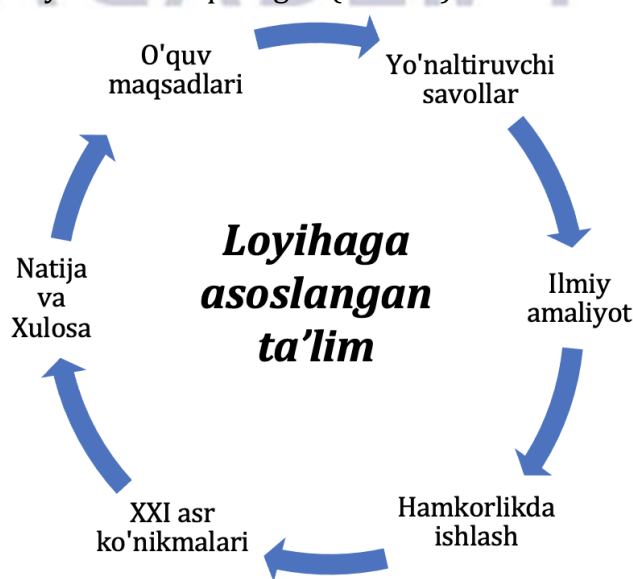 O'quv
maqsadlari
Yo'naltiruvchi
savollar
Ilmiy
amaliyot
Hamkorlikda
ishlash
XXI asr
ko'nikmalari
Natija
va
Xulosa
Loyihaga
asoslangan
ta’lim